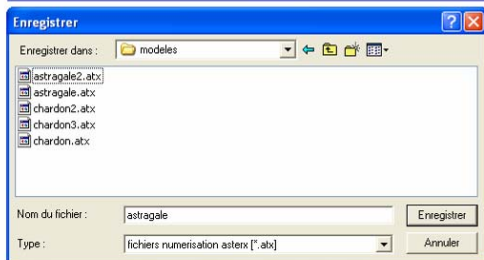 Enregistrer
Enregistrer dans : modeles
astragale2.atx
astragale.atx
chardon2.atx
chardon3.atx
chardon.atx
Nom du fichier : astragale Enregistrer
Type : fichiers numerisation asterx [*.atx] Annuler